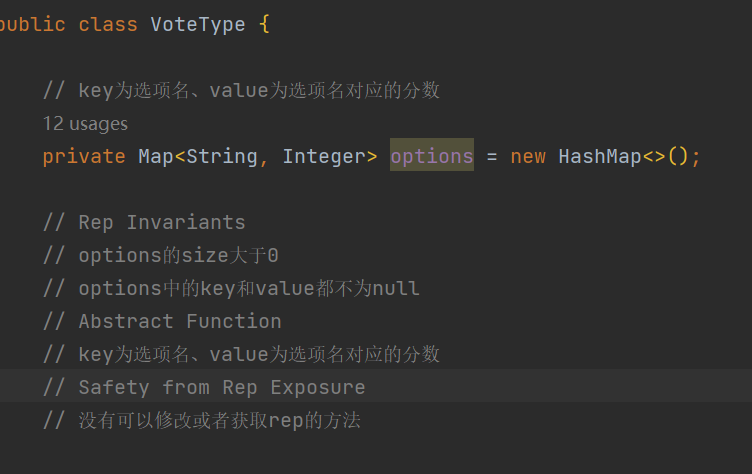 public class VoteType {
// key为选项名、value为选项名对应的分数
12 usages
private Map<String, Integer> options = new HashMap<>();
// Rep Invariants
// options的size大于0
// options中的key和value都不为null
// Abstract Function
// key为选项名、value为选项名对应的分数
// Safety from Rep Exposure
// 没有可以修改或者获取rep的方法